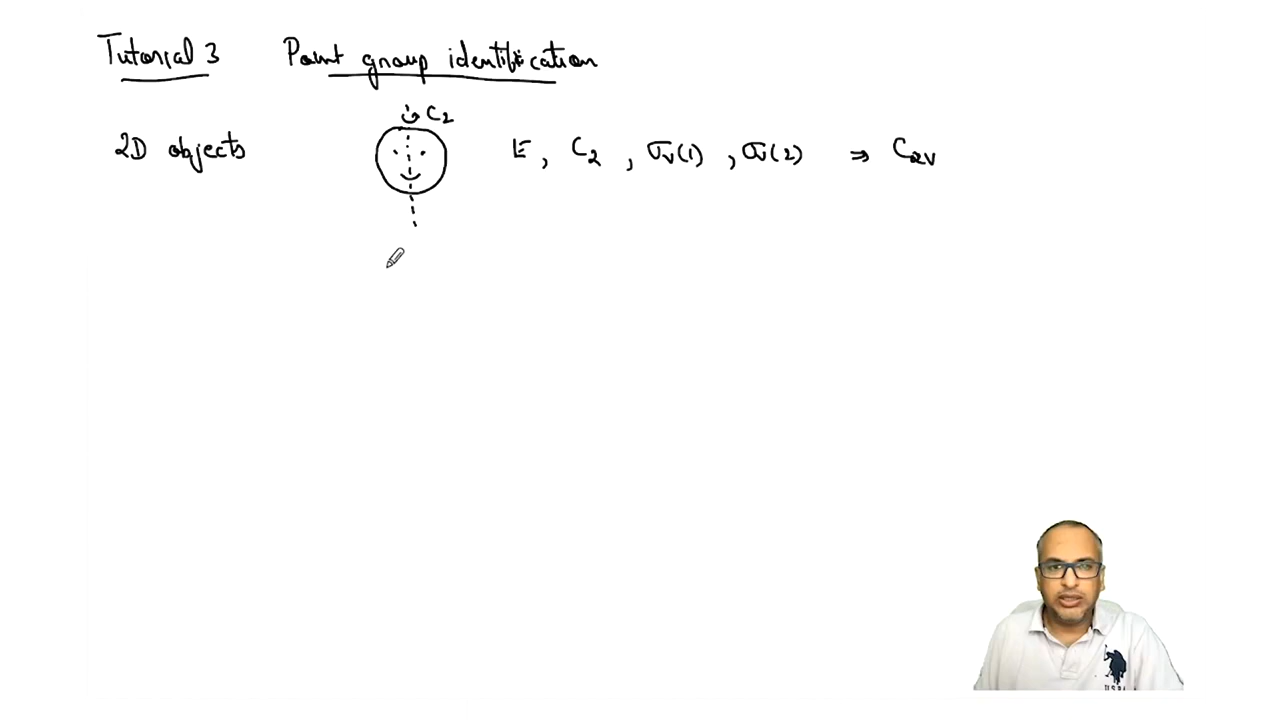 Tutorial 3 Point group identification
C₂
2D objects E, C₂, σᵥ(1), σᵥ(2) ⇒ C₂ᵥ